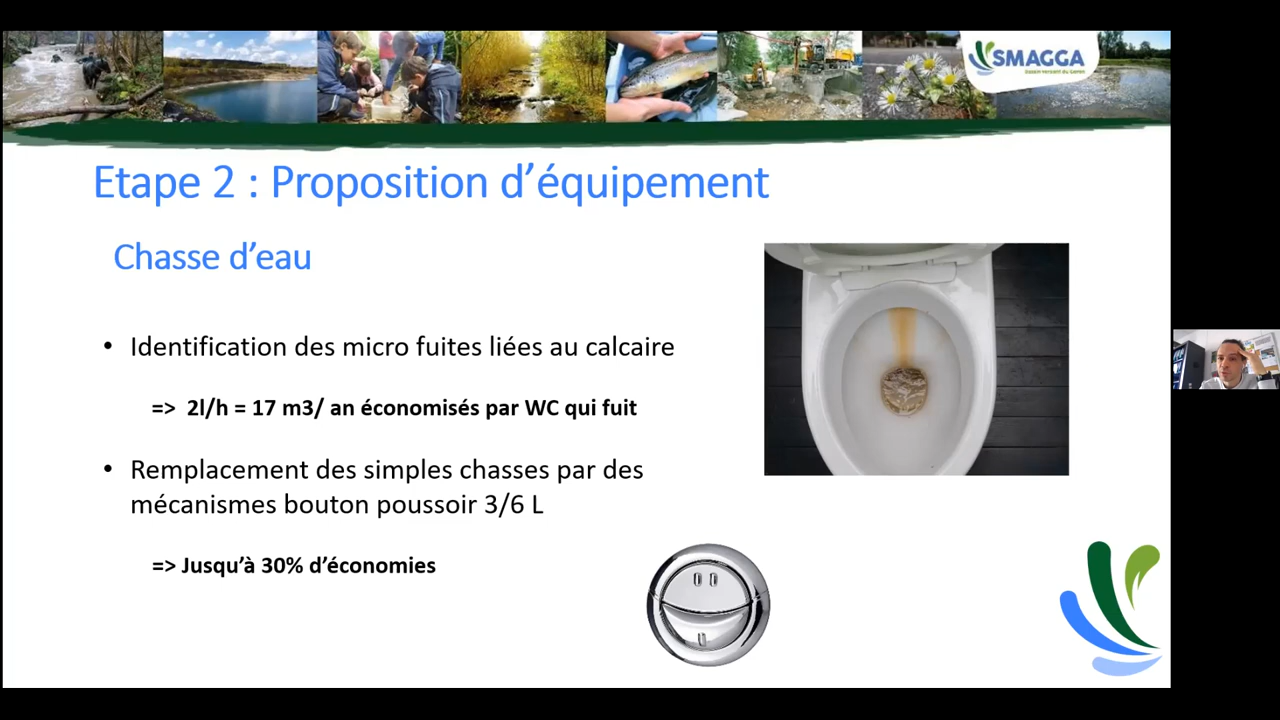 SMAGGA
Bassin versant du Garon
Etape 2 : Proposition d’équipement
Chasse d’eau
• Identification des micro fuites liées au calcaire
=> 2l/h = 17 m3/ an économisés par WC qui fuit
• Remplacement des simples chasses par des
mécanismes bouton poussoir 3/6 L
=> Jusqu’à 30% d’économies